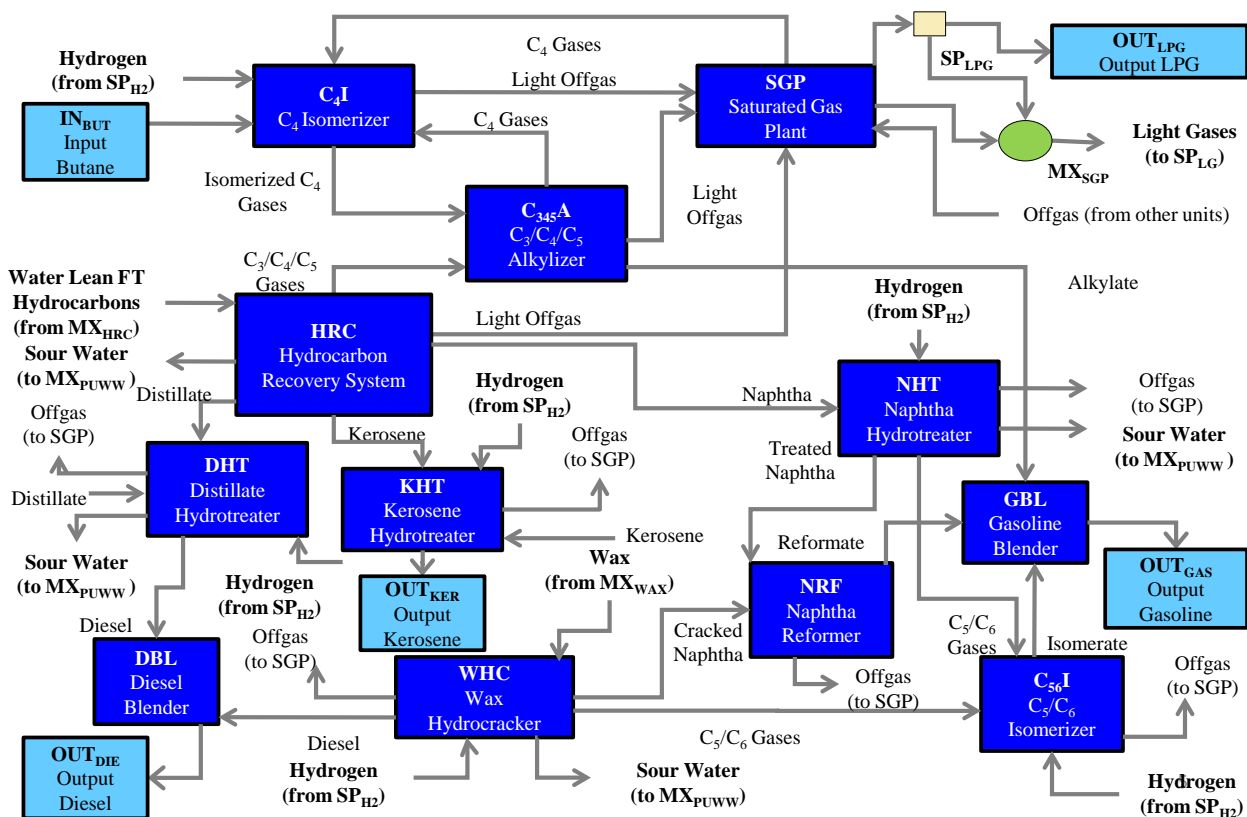 C4 Gases
Hydrogen
(from SPH2)
C4I
C4 Isomerizer
Light Offgas
SGP
Saturated Gas
Plant
SPLPG
OUTLPG
Output LPG
INBUT
Input
Butane
C4 Gases
Light Gases
(to SPLG)
MXSGP
Isomerized C4
Gases
C345A
C3/C4/C5
Alkylizer
Light
Offgas
Offgas (from other units)
C3/C4/C5
Gases
Alkylate
Water Lean FT
Hydrocarbons
(from MXHRC)
Sour Water
(to MXPUWW)
HRC
Hydrocarbon
Recovery System
Light Offgas
Hydrogen
(from SPH2)
Distillate
Offgas
(to SGP)
Kerosene
Hydrogen
(from SPH2)
Offgas
(to SGP)
Naphtha
NHT
Naphtha
Hydrotreater
Offgas
(to SGP)
Sour Water
(to MXPUWW)
Treated
Naphtha
DHT
Distillate
Hydrotreater
Distillate
Sour Water
(to MXPUWW)
KHT
Kerosene
Hydrotreater
Kerosene
GBL
Gasoline
Blender
Reformate
Wax
(from MXWAX)
Hydrogen
(from SPH2)
OUTKER
Output
Kerosene
NRF
Naphtha
Reformer
OUTGAS
Output
Gasoline
Diesel
Offgas
(to SGP)
Cracked
Naphtha
C5/C6
Gases
Isomerate
DBL
Diesel
Blender
WHC
Wax
Hydrocracker
Offgas
(to SGP)
C56I
C5/C6
Isomerizer
Offgas
(to SGP)
Diesel
C5/C6 Gases
OUTDIE
Output
Diesel
Hydrogen
(from SPH2)
Sour Water
(to MXPUWW)
Hydrogen
(from SPH2)